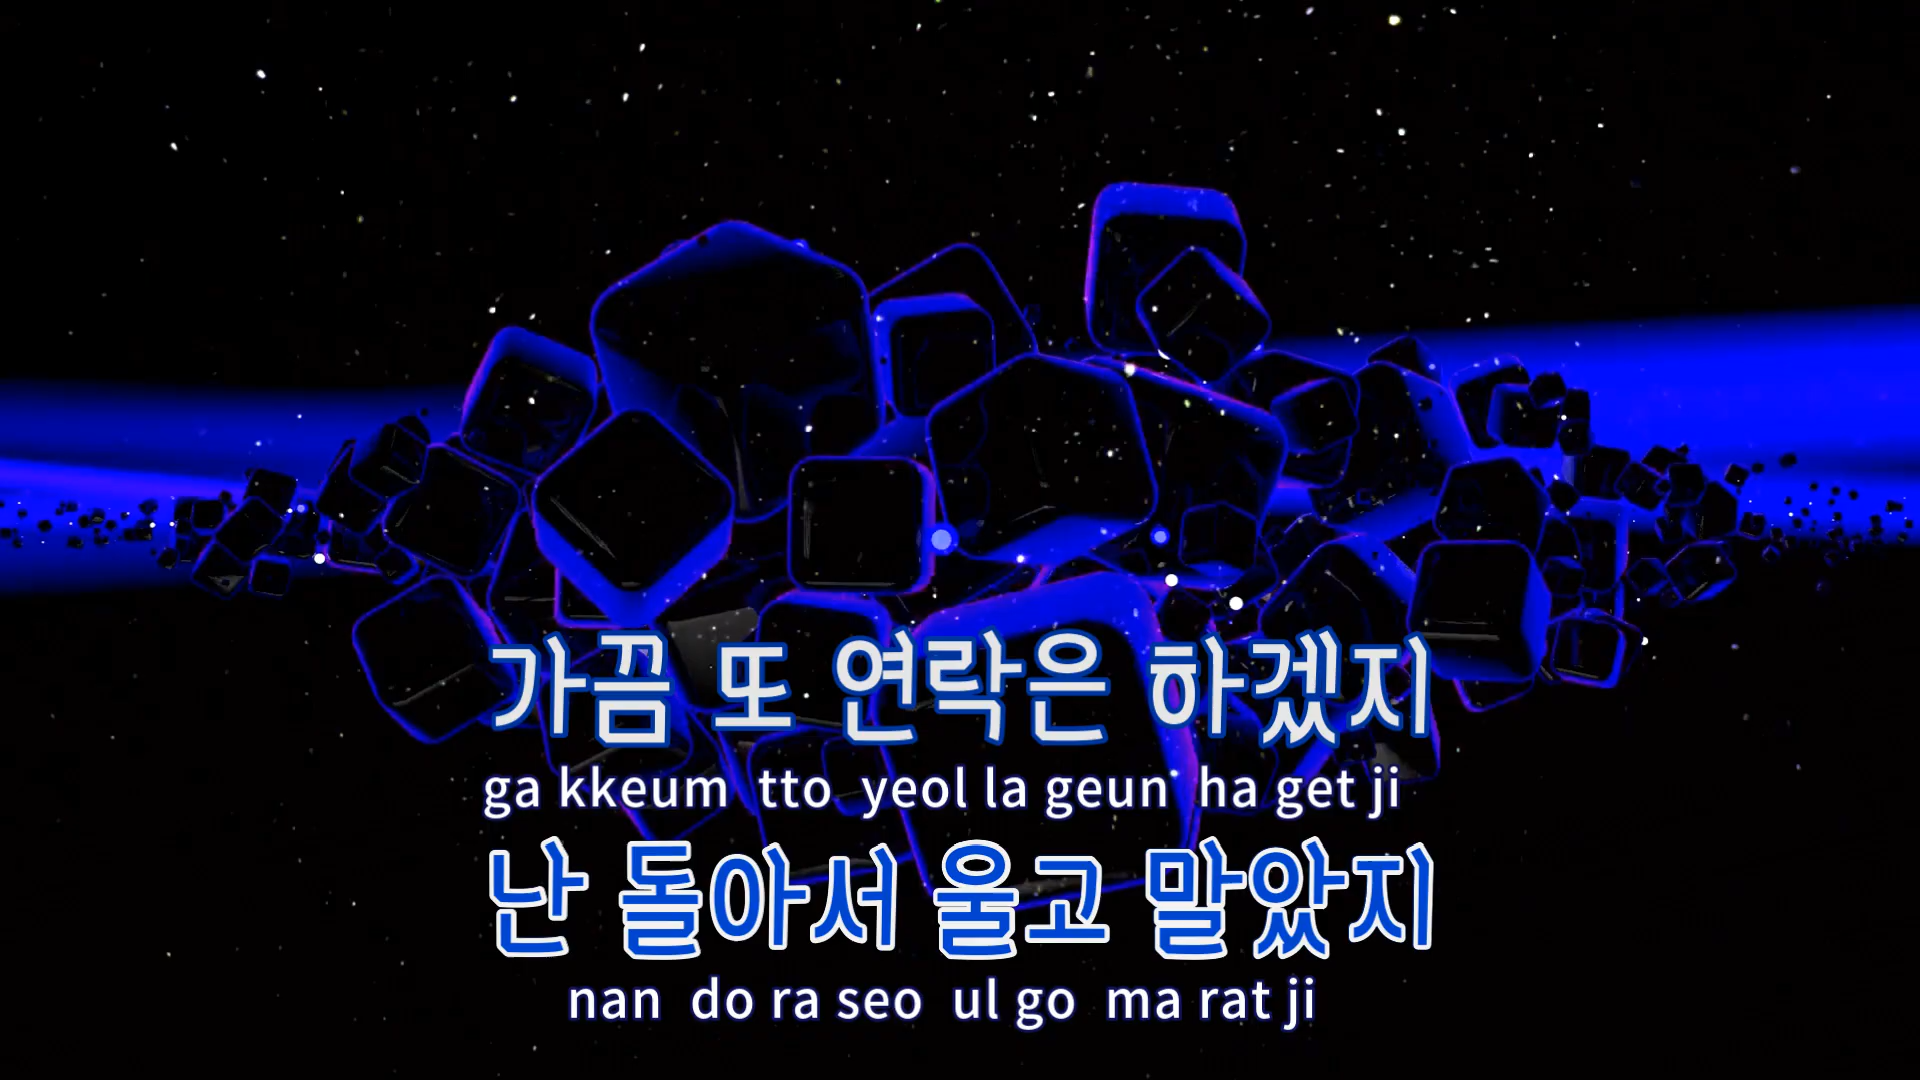 가끔 또 연락은 하겠지
ga kkeum tto yeol la geun ha get ji
난 돌아서 울고 말았지
nan do ra seo ul go ma rat ji